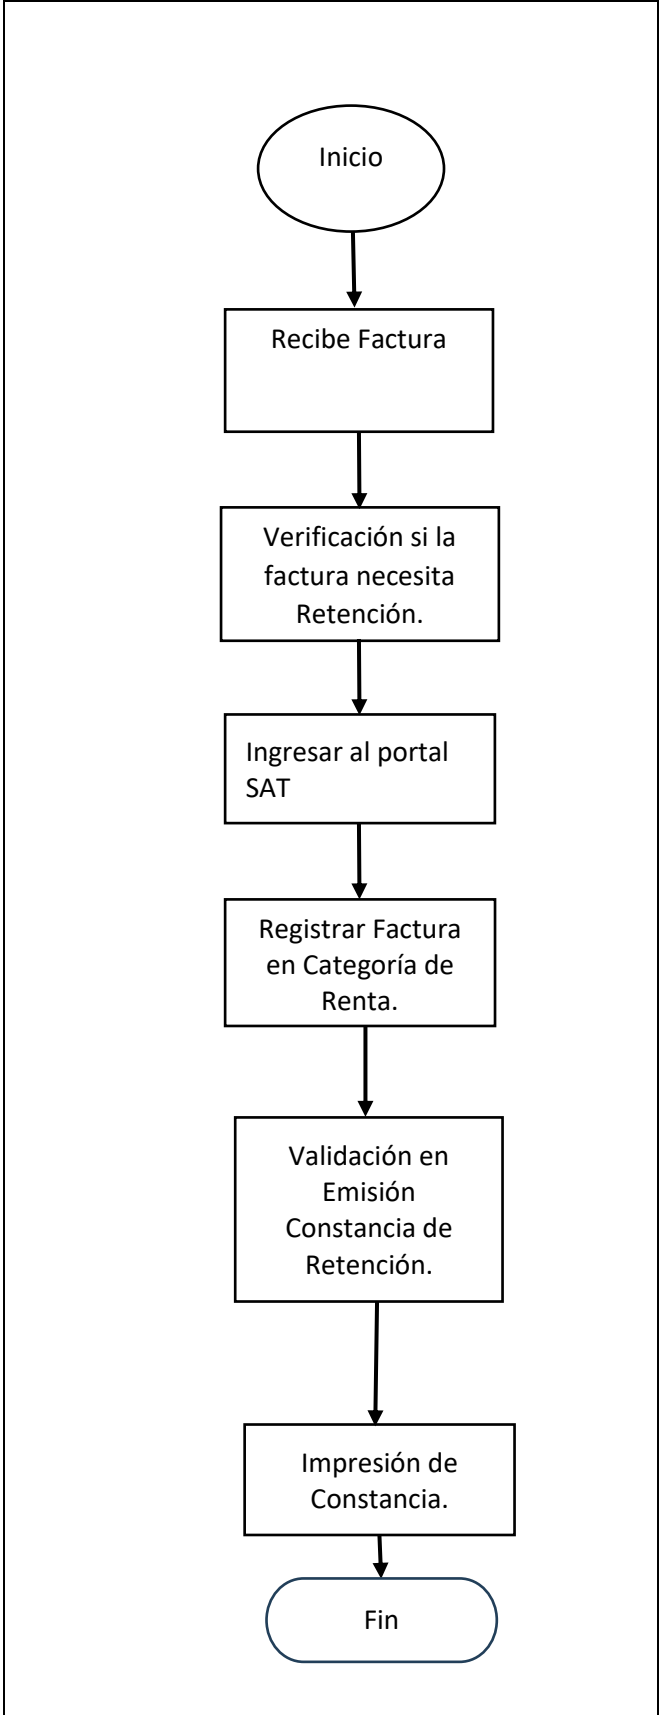 Inicio
Recibe Factura
Verificación si la
factura necesita
Retención.
Ingresar al portal
SAT
Registrar Factura
en Categoría de
Renta.
Validación en
Emisión
Constancia de
Retención.
Impresión de
Constancia.
Fin